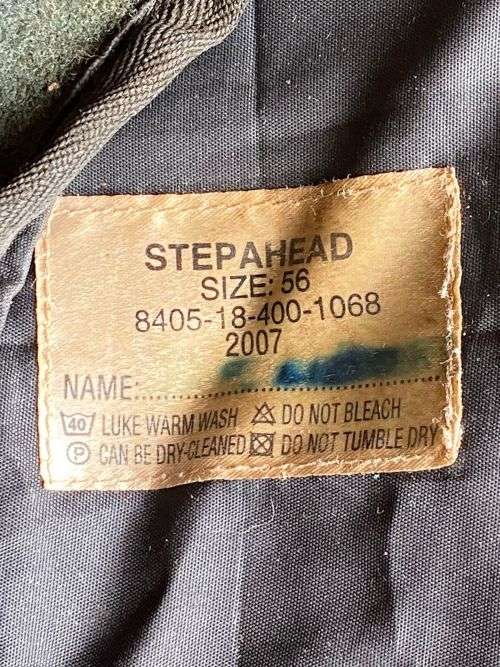 STEPAHEAD
SIZE: 56
8405-18-400-1068
2007
NAME:..............................
40 LUKE WARM WASH DO NOT BLEACH
P CAN BE DRY-CLEANED DO NOT TUMBLE DRY